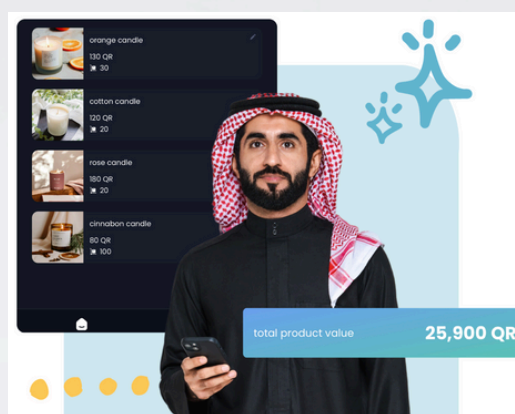 orange candle
130 QR
30
cotton candle
120 QR
20
rose candle
180 QR
20
cinnabon candle
80 QR
100
total product value
25,900 QR